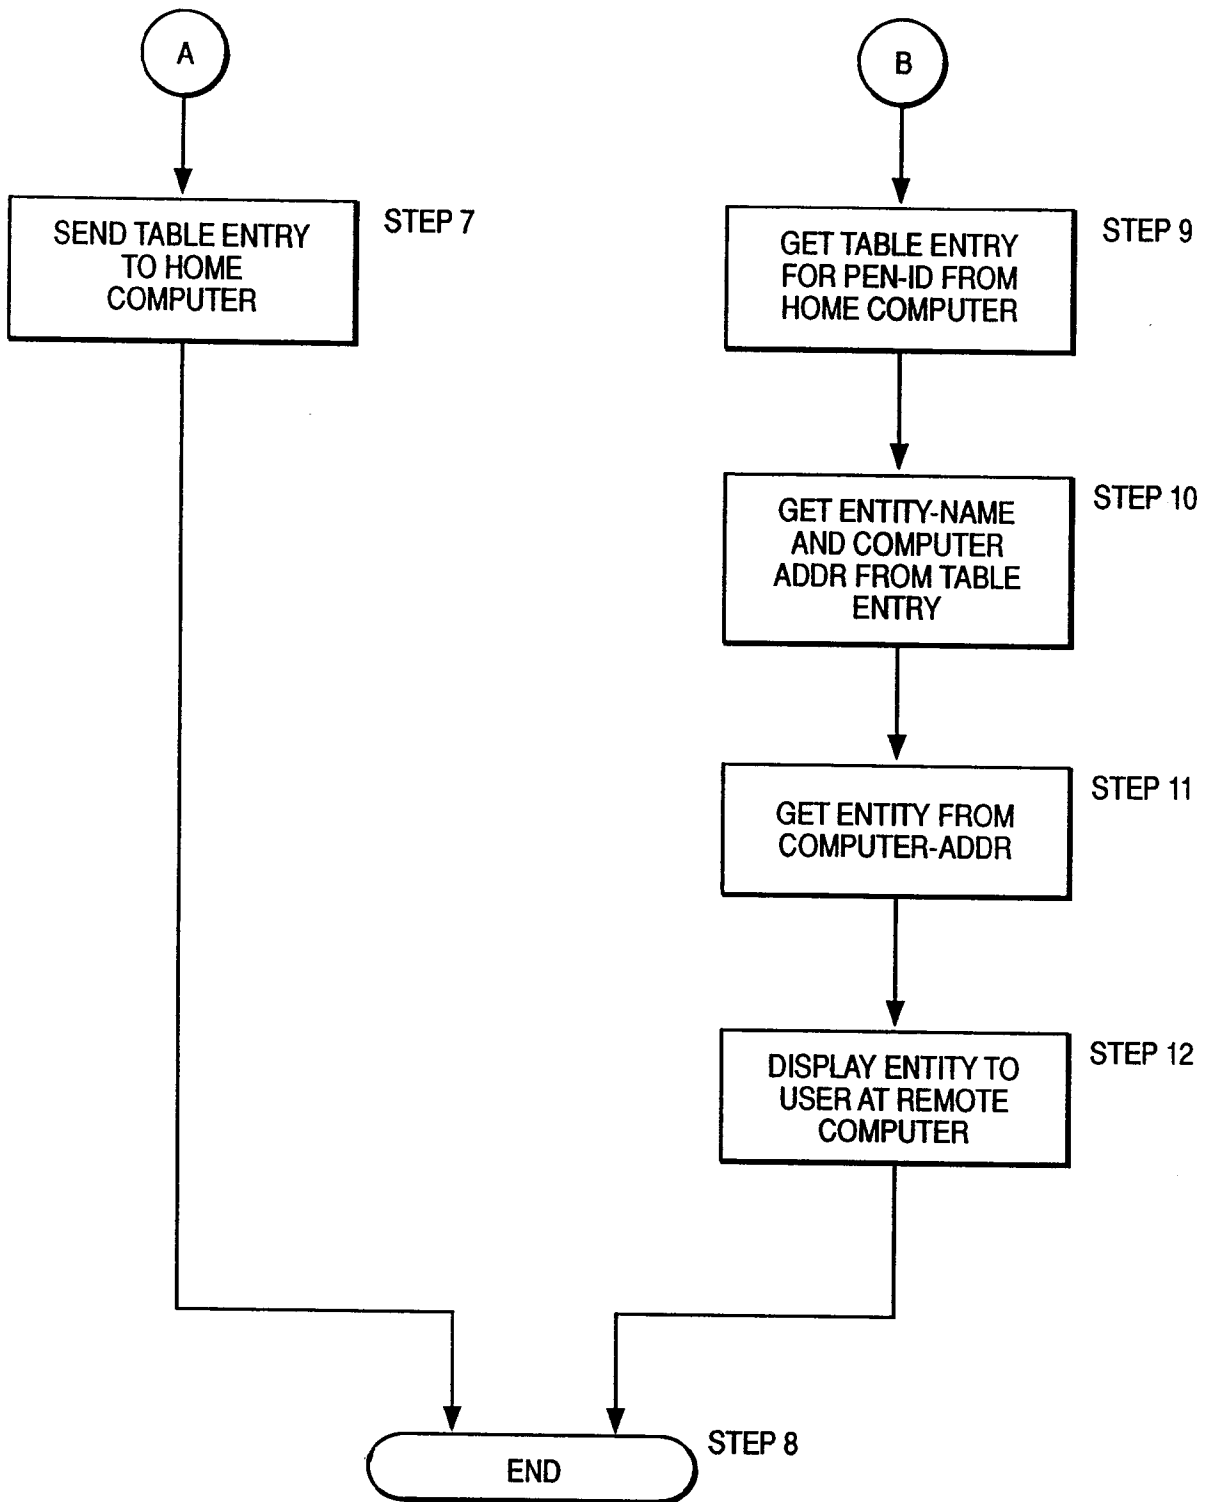 A
SEND TABLE ENTRY
TO HOME
COMPUTER
STEP 7
B
GET TABLE ENTRY
FOR PEN-ID FROM
HOME COMPUTER
STEP 9
GET ENTITY-NAME
AND COMPUTER
ADDR FROM TABLE
ENTRY
STEP 10
GET ENTITY FROM
COMPUTER-ADDR
STEP 11
DISPLAY ENTITY TO
USER AT REMOTE
COMPUTER
STEP 12
END
STEP 8